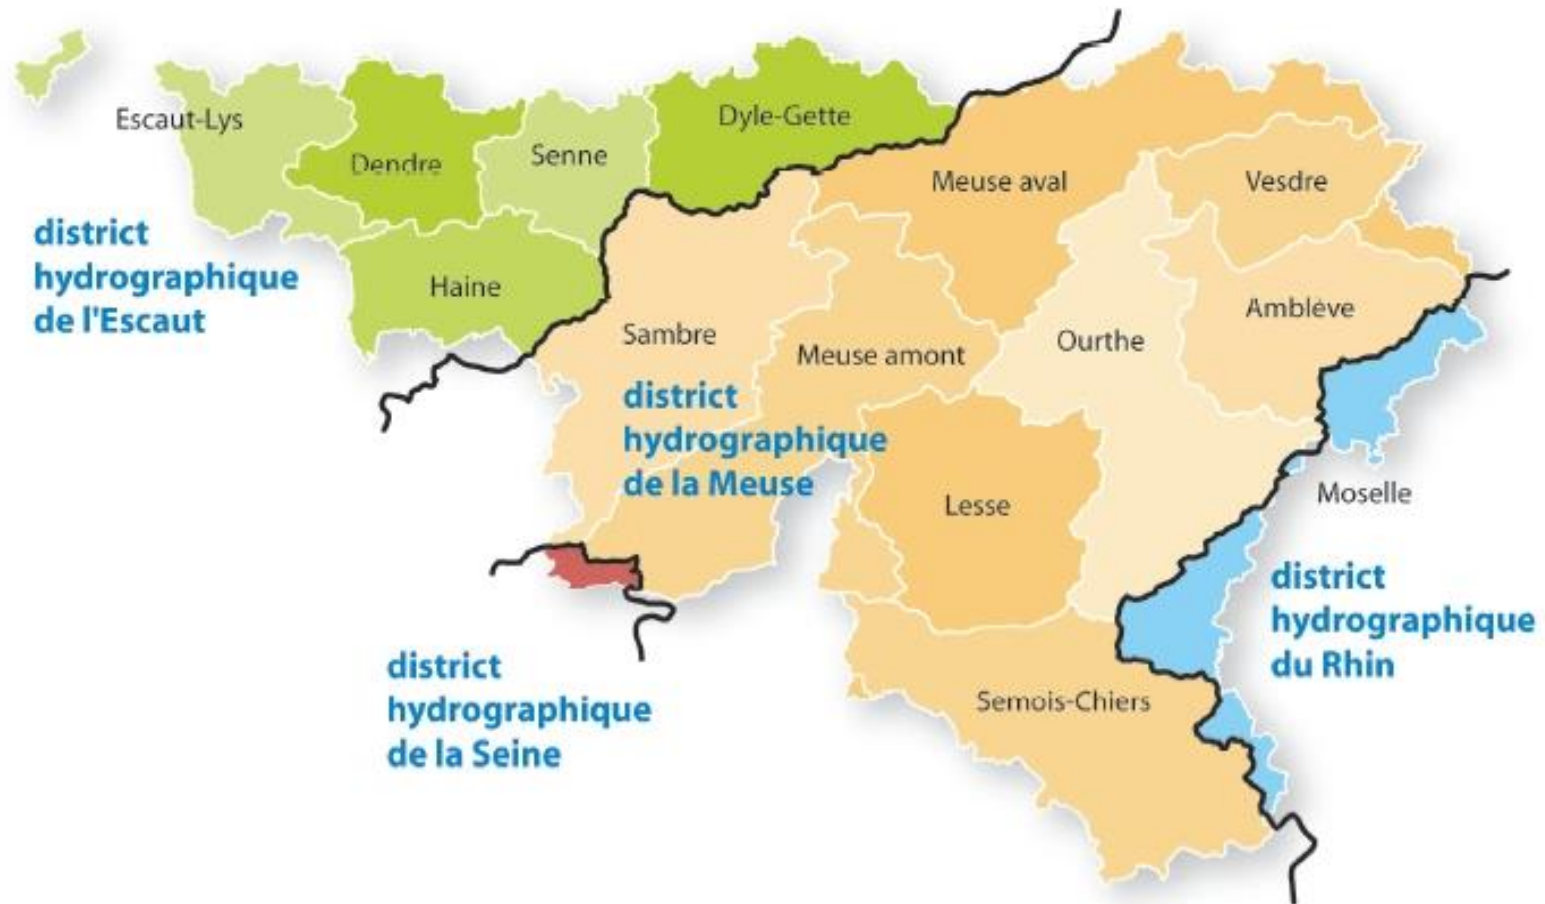 Escaut-Lys
Dendre
Senne
Dyle-Gette
Meuse aval
Vesdre
district
hydrographique
de l'Escaut
Haine
Sambre
Meuse amont
Ourthe
Amblève
district
hydrographique
de la Meuse
Lesse
Moselle
district
hydrographique
du Rhin
district
hydrographique
de la Seine
Semois-Chiers